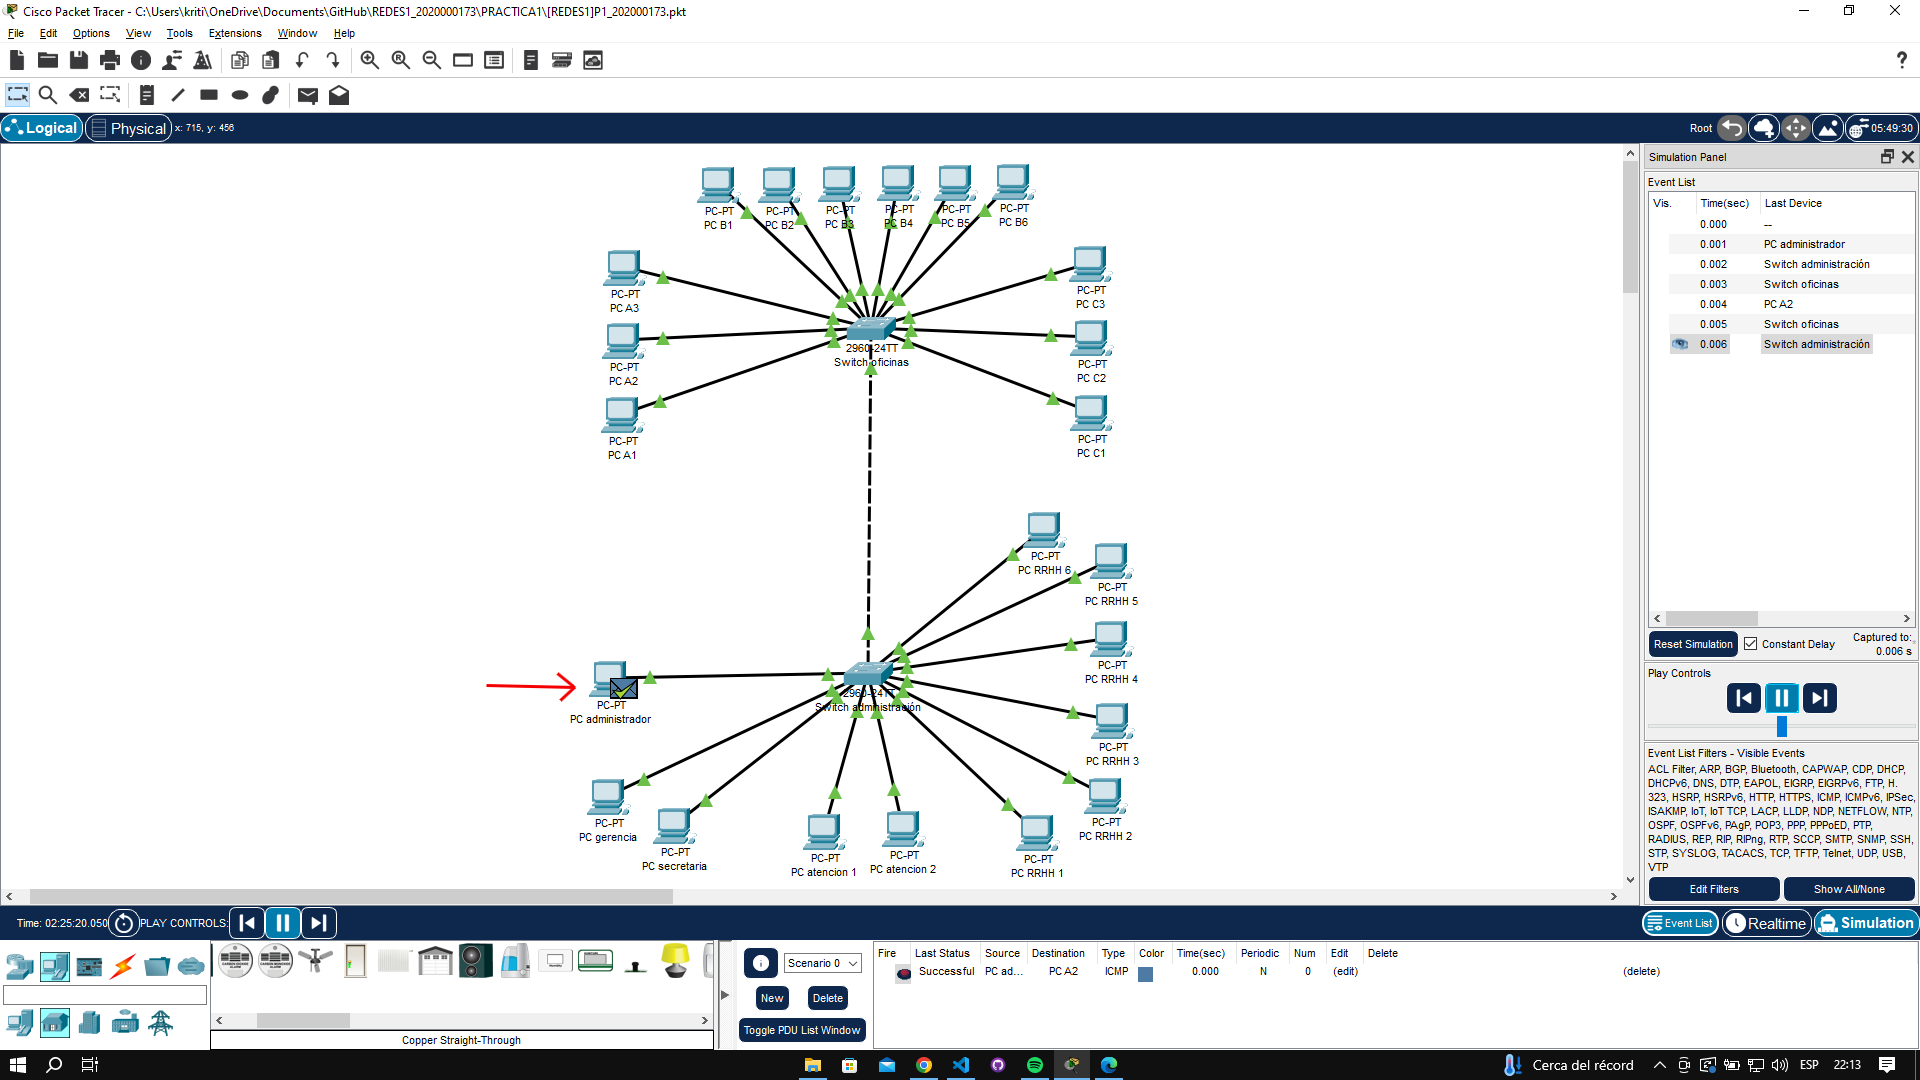 Cisco Packet Tracer - C:\Users\kriti\OneDrive\Documents\GitHub\REDES1_2020000173\PRACTICA1\[REDES1]P1_202000173.pkt
File Edit Options View Tools Extensions Window Help
Logical Physical x: 715, y: 456 Root 05:49:30
PC-PT PC-PT PC-PT PC-PT PC-PT PC-PT
PC B1 PC B2 PC B3 PC B4 PC B5 PC B6
PC-PT
PC A3
PC-PT
PC C3
PC-PT
PC A2
PC-PT
PC C2
2960-24TT
Switch oficinas
PC-PT
PC A1
PC-PT
PC C1
PC-PT
PC RRHH 6
PC-PT
PC RRHH 5
PC-PT
PC RRHH 4
PC-PT
PC administrador
2960-24TT
Switch administración
PC-PT
PC RRHH 3
PC-PT
PC gerencia
PC-PT
PC RRHH 2
PC-PT
PC secretaria
PC-PT
PC atencion 1
PC-PT
PC atencion 2
PC-PT
PC RRHH 1
Simulation Panel
Event List
Vis. Time(sec) Last Device
0.000 --
0.001 PC administrador
0.002 Switch administración
0.003 Switch oficinas
0.004 PC A2
0.005 Switch oficinas
0.006 Switch administración
Reset Simulation Constant Delay Captured to:
0.006 s
Play Controls
Event List Filters - Visible Events
ACL Filter, ARP, BGP, Bluetooth, CAPWAP, CDP, DHCP,
DHCPv6, DNS, DTP, EAPOL, EIGRP, EIGRPv6, FTP, H.
323, HSRP, HSRPv6, HTTP, HTTPS, ICMP, ICMPv6, IPSec,
ISAKMP, IoT, IoT TCP, LACP, LLDP, NDP, NETFLOW, NTP,
OSPF, OSPFv6, PAgP, POP3, PPP, PPPoED, PTP,
RADIUS, REP, RIP, RIPng, RTP, SCCP, SMTP, SNMP, SSH,
STP, SYSLOG, TACACS, TCP, TFTP, Telnet, UDP, USB,
VTP
Edit Filters Show All/None
Time: 02:25:20.050 PLAY CONTROLS: Event List Realtime Simulation
Scenario 0
New Delete
Toggle PDU List Window
Fire Last Status Source Destination Type Color Time(sec) Periodic Num Edit Delete
Successful PC ad... PC A2 ICMP 0.000 N 0 (edit) (delete)
Copper Straight-Through
Cerca del récord ESP 22:13